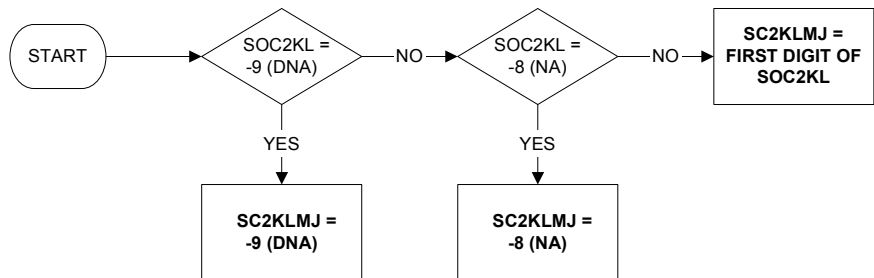 START
SOC2KL =
-9 (DNA)
NO
SOC2KL =
-8 (NA)
NO
SC2KLMJ =
FIRST DIGIT OF
SOC2KL
YES
YES
SC2KLMJ =
-9 (DNA)
SC2KLMJ =
-8 (NA)